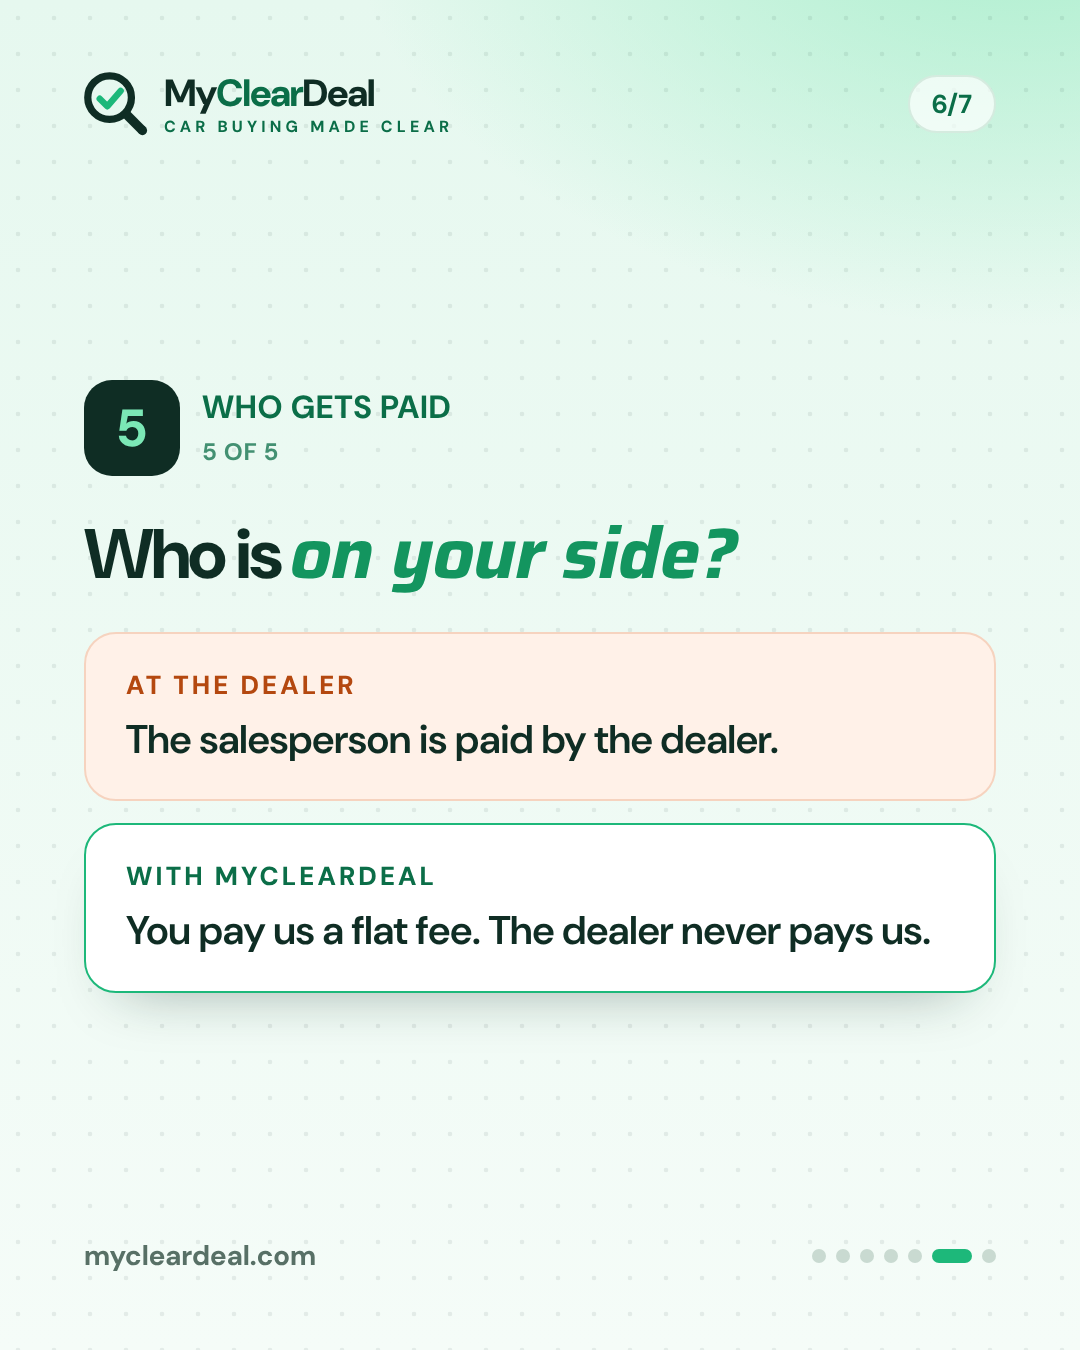 MyClearDeal
CAR BUYING MADE CLEAR
6/7
5
WHO GETS PAID
5 OF 5
Who is on your side?
AT THE DEALER
The salesperson is paid by the dealer.
WITH MYCLEARDEAL
You pay us a flat fee. The dealer never pays us.
mycleardeal.com